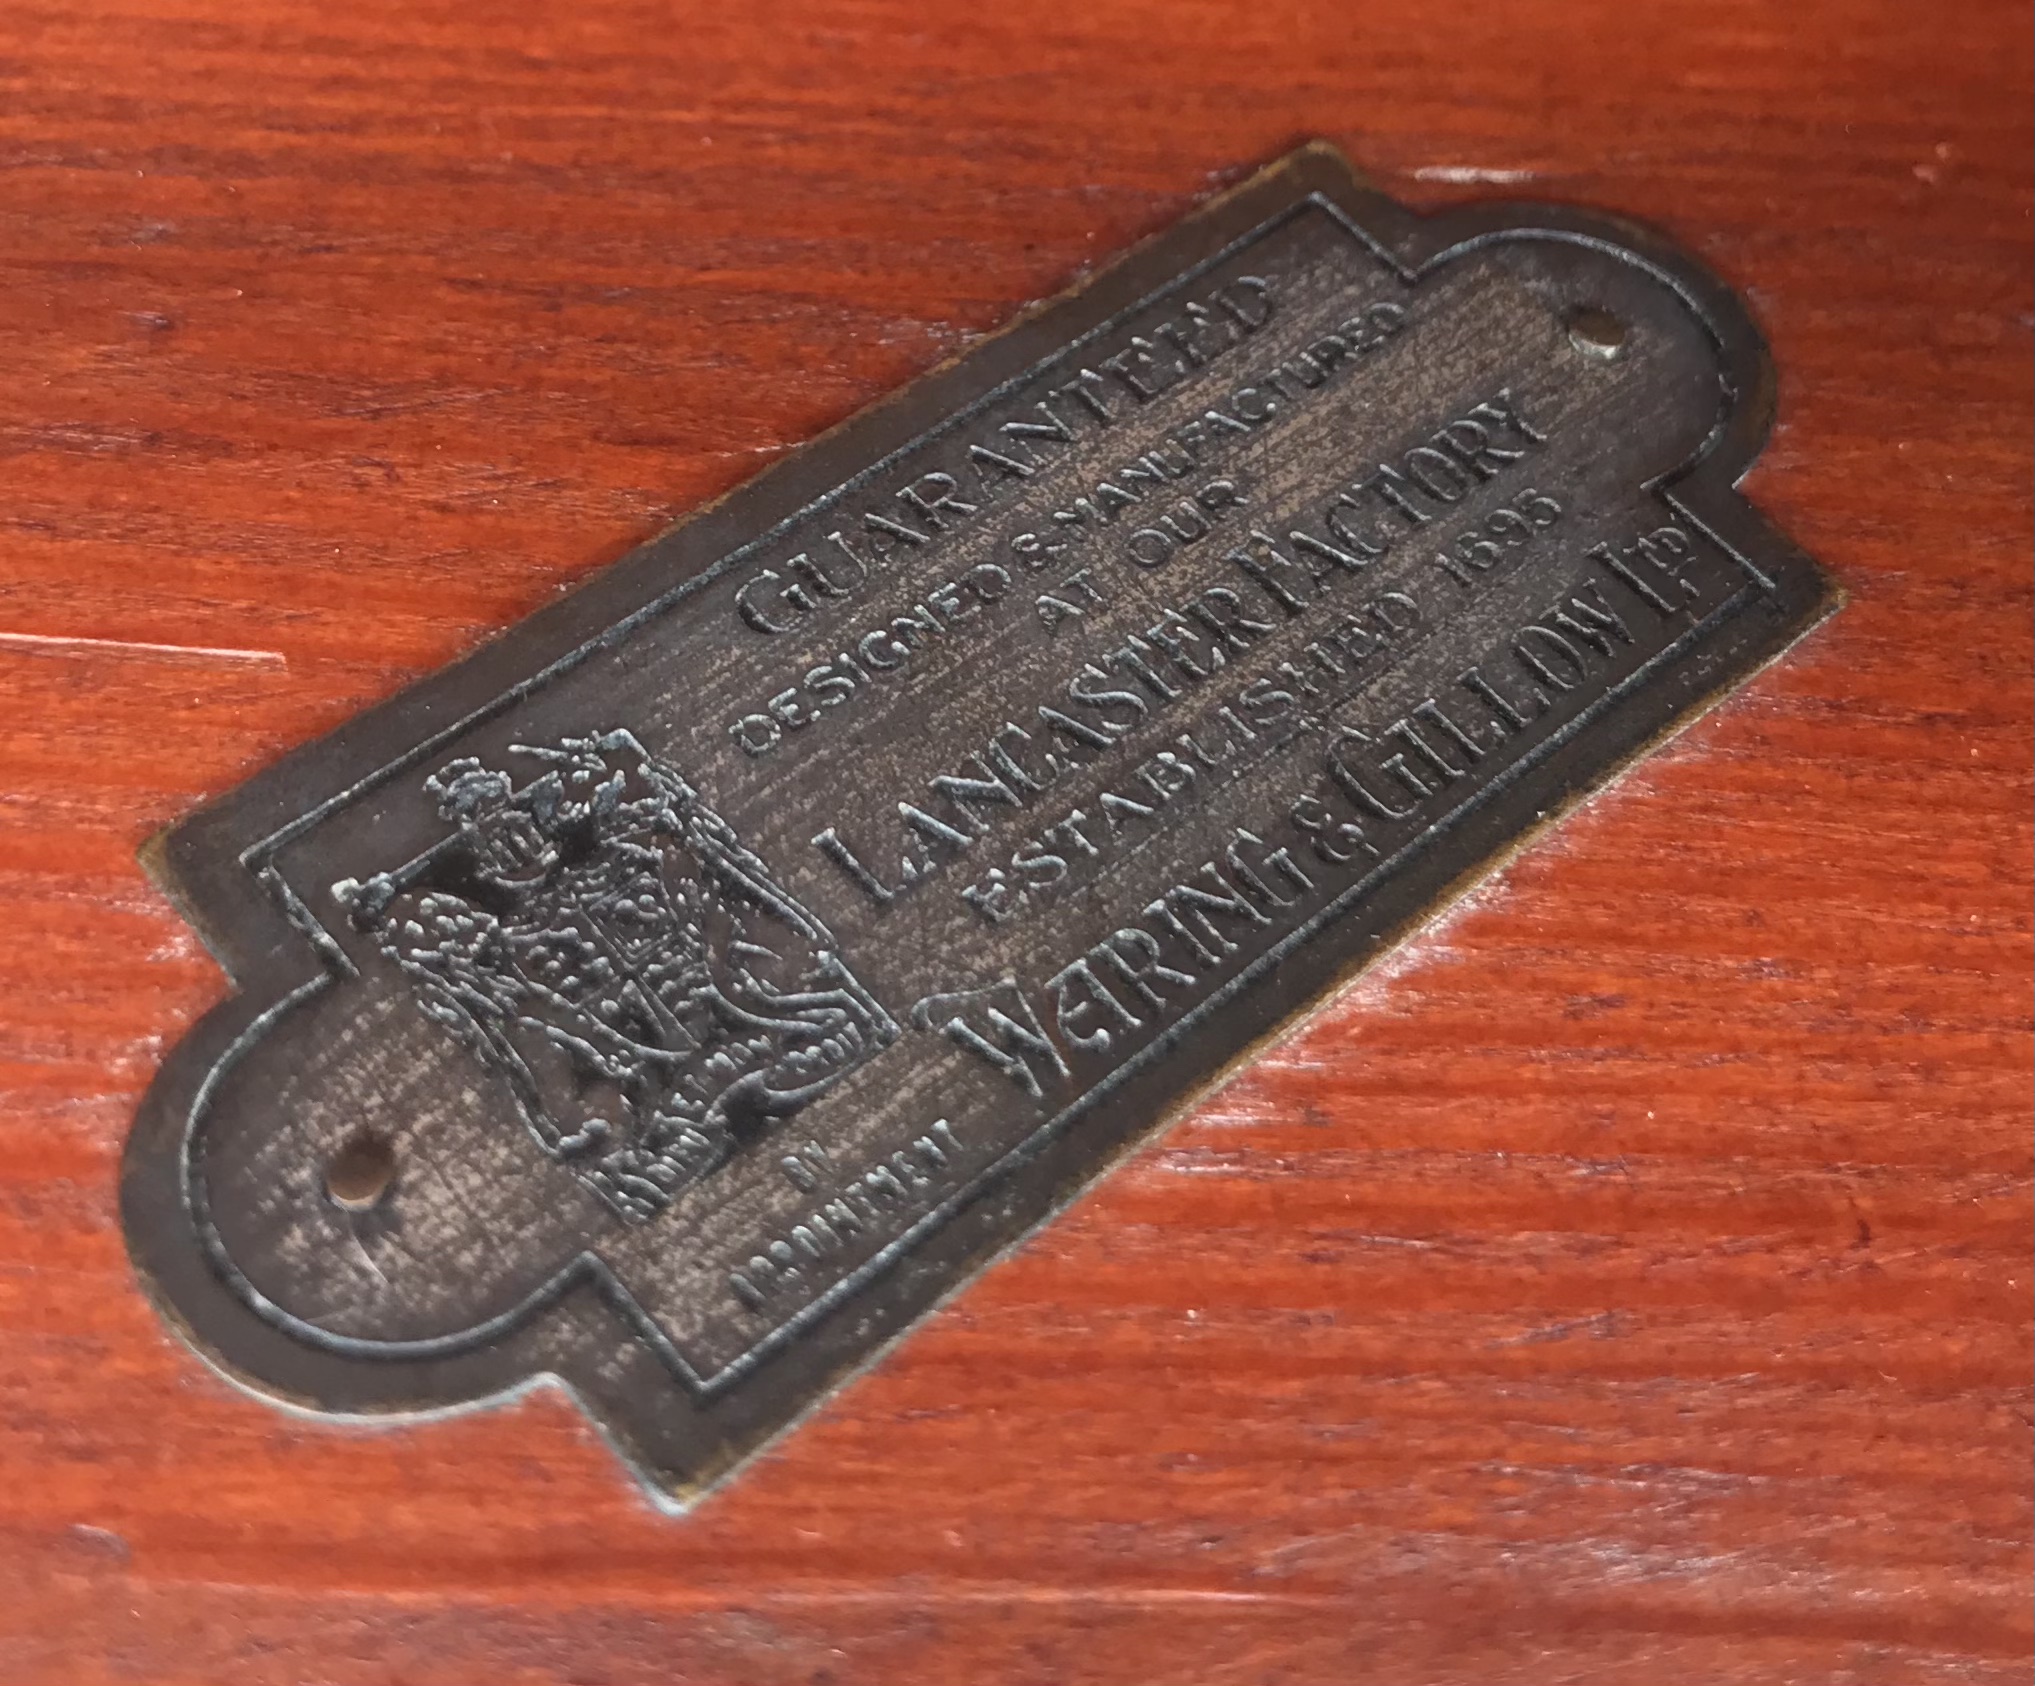 GUARANTEED
DESIGNED & MANUFACTURED
AT OUR
LANCASTER FACTORY
ESTABLISHED 1695
WARING & GILLOW LTD
BY
APPOINTMENT